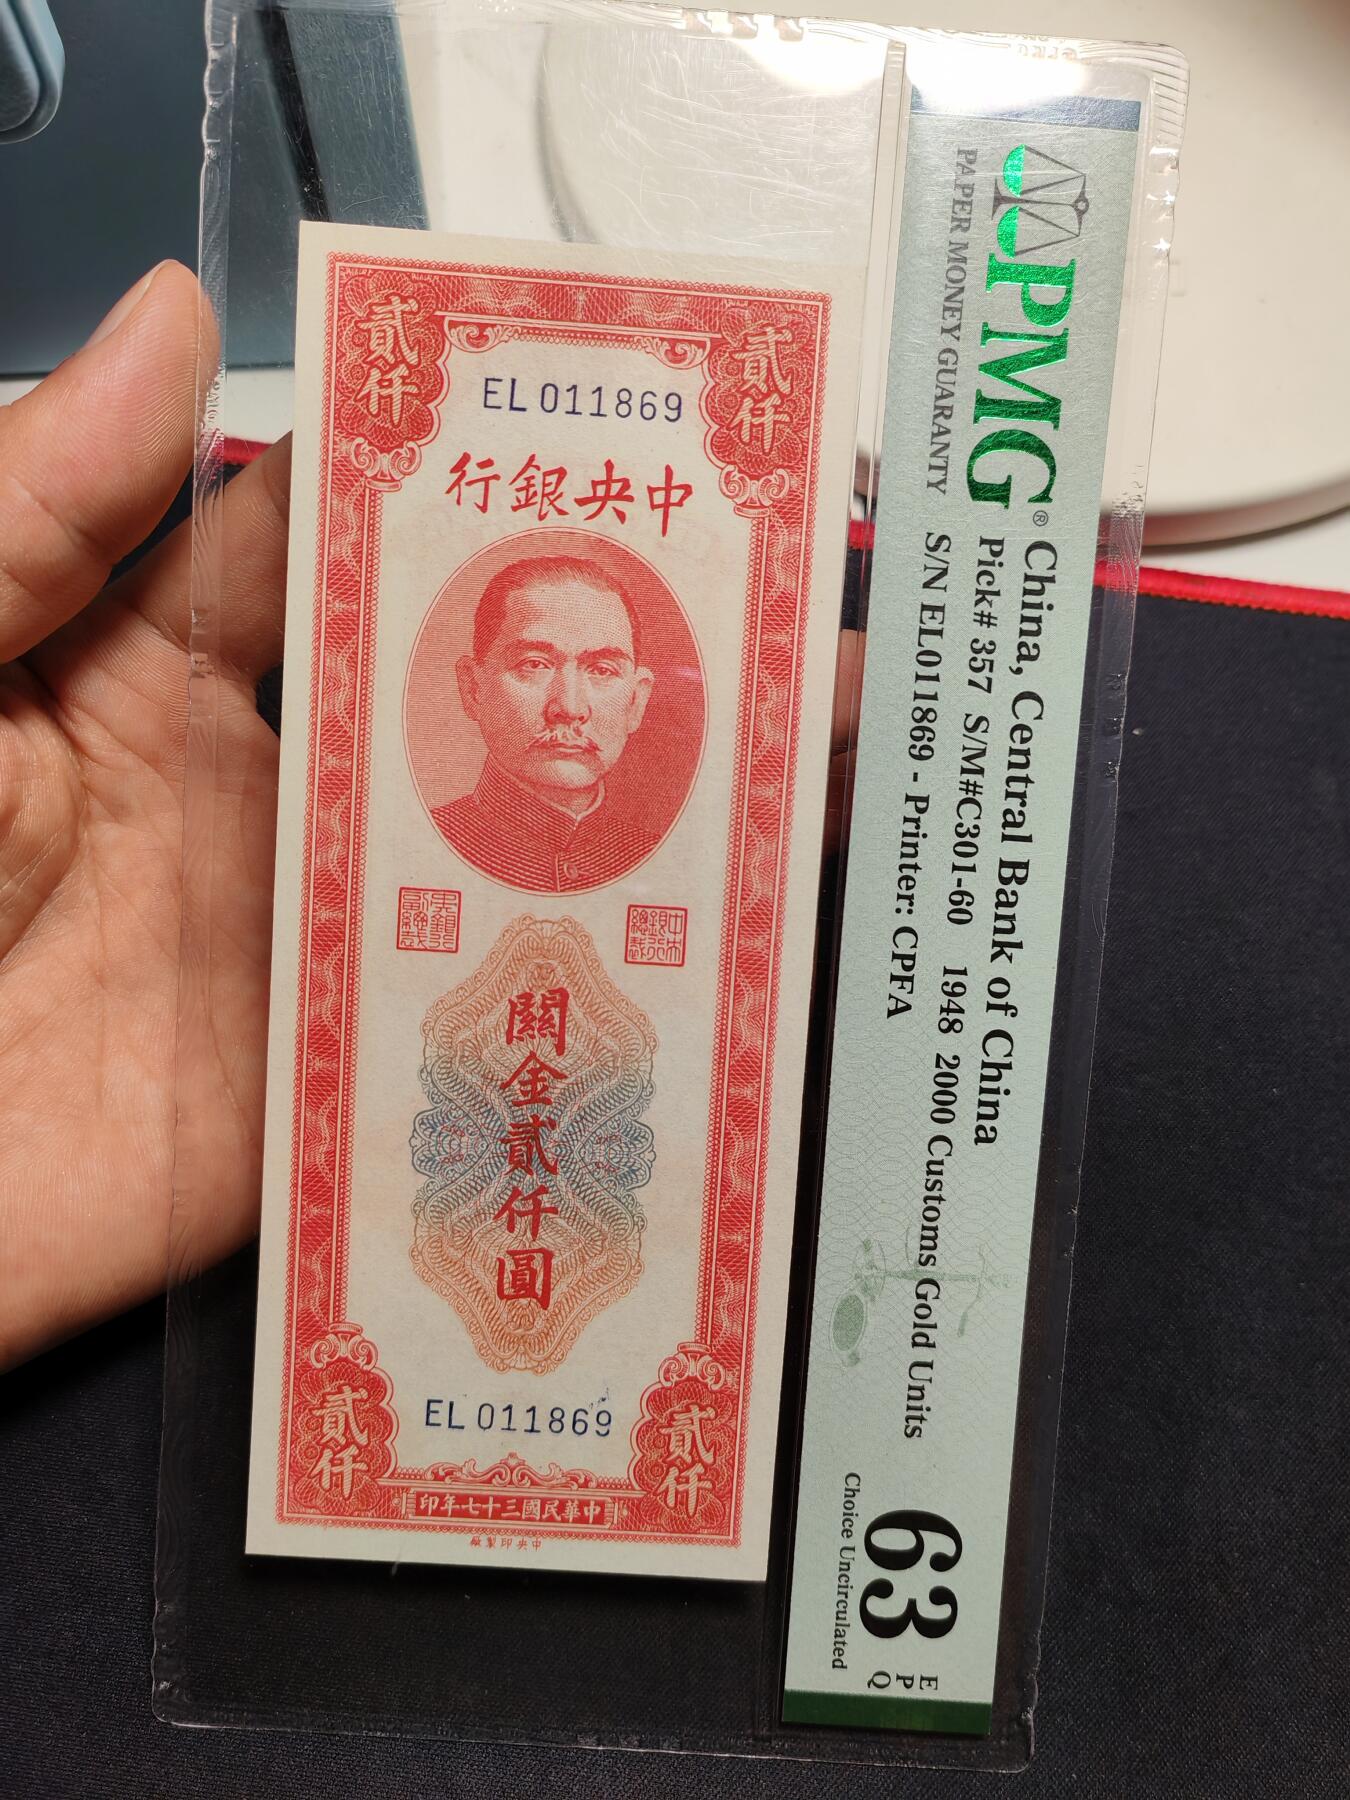 貳仟
貳仟
EL 011869
行銀央中
關金貳仟圓
EL 011869
貳仟
貳仟
印年七十三國民華中
廠製印央中
PMG®
PAPER MONEY GUARANTY
China, Central Bank of China
Pick# 357 S/M#C301-60 1948 2000 Customs Gold Units
S/N EL011869 - Printer: CPFA
63
EPQ
Choice Uncirculated